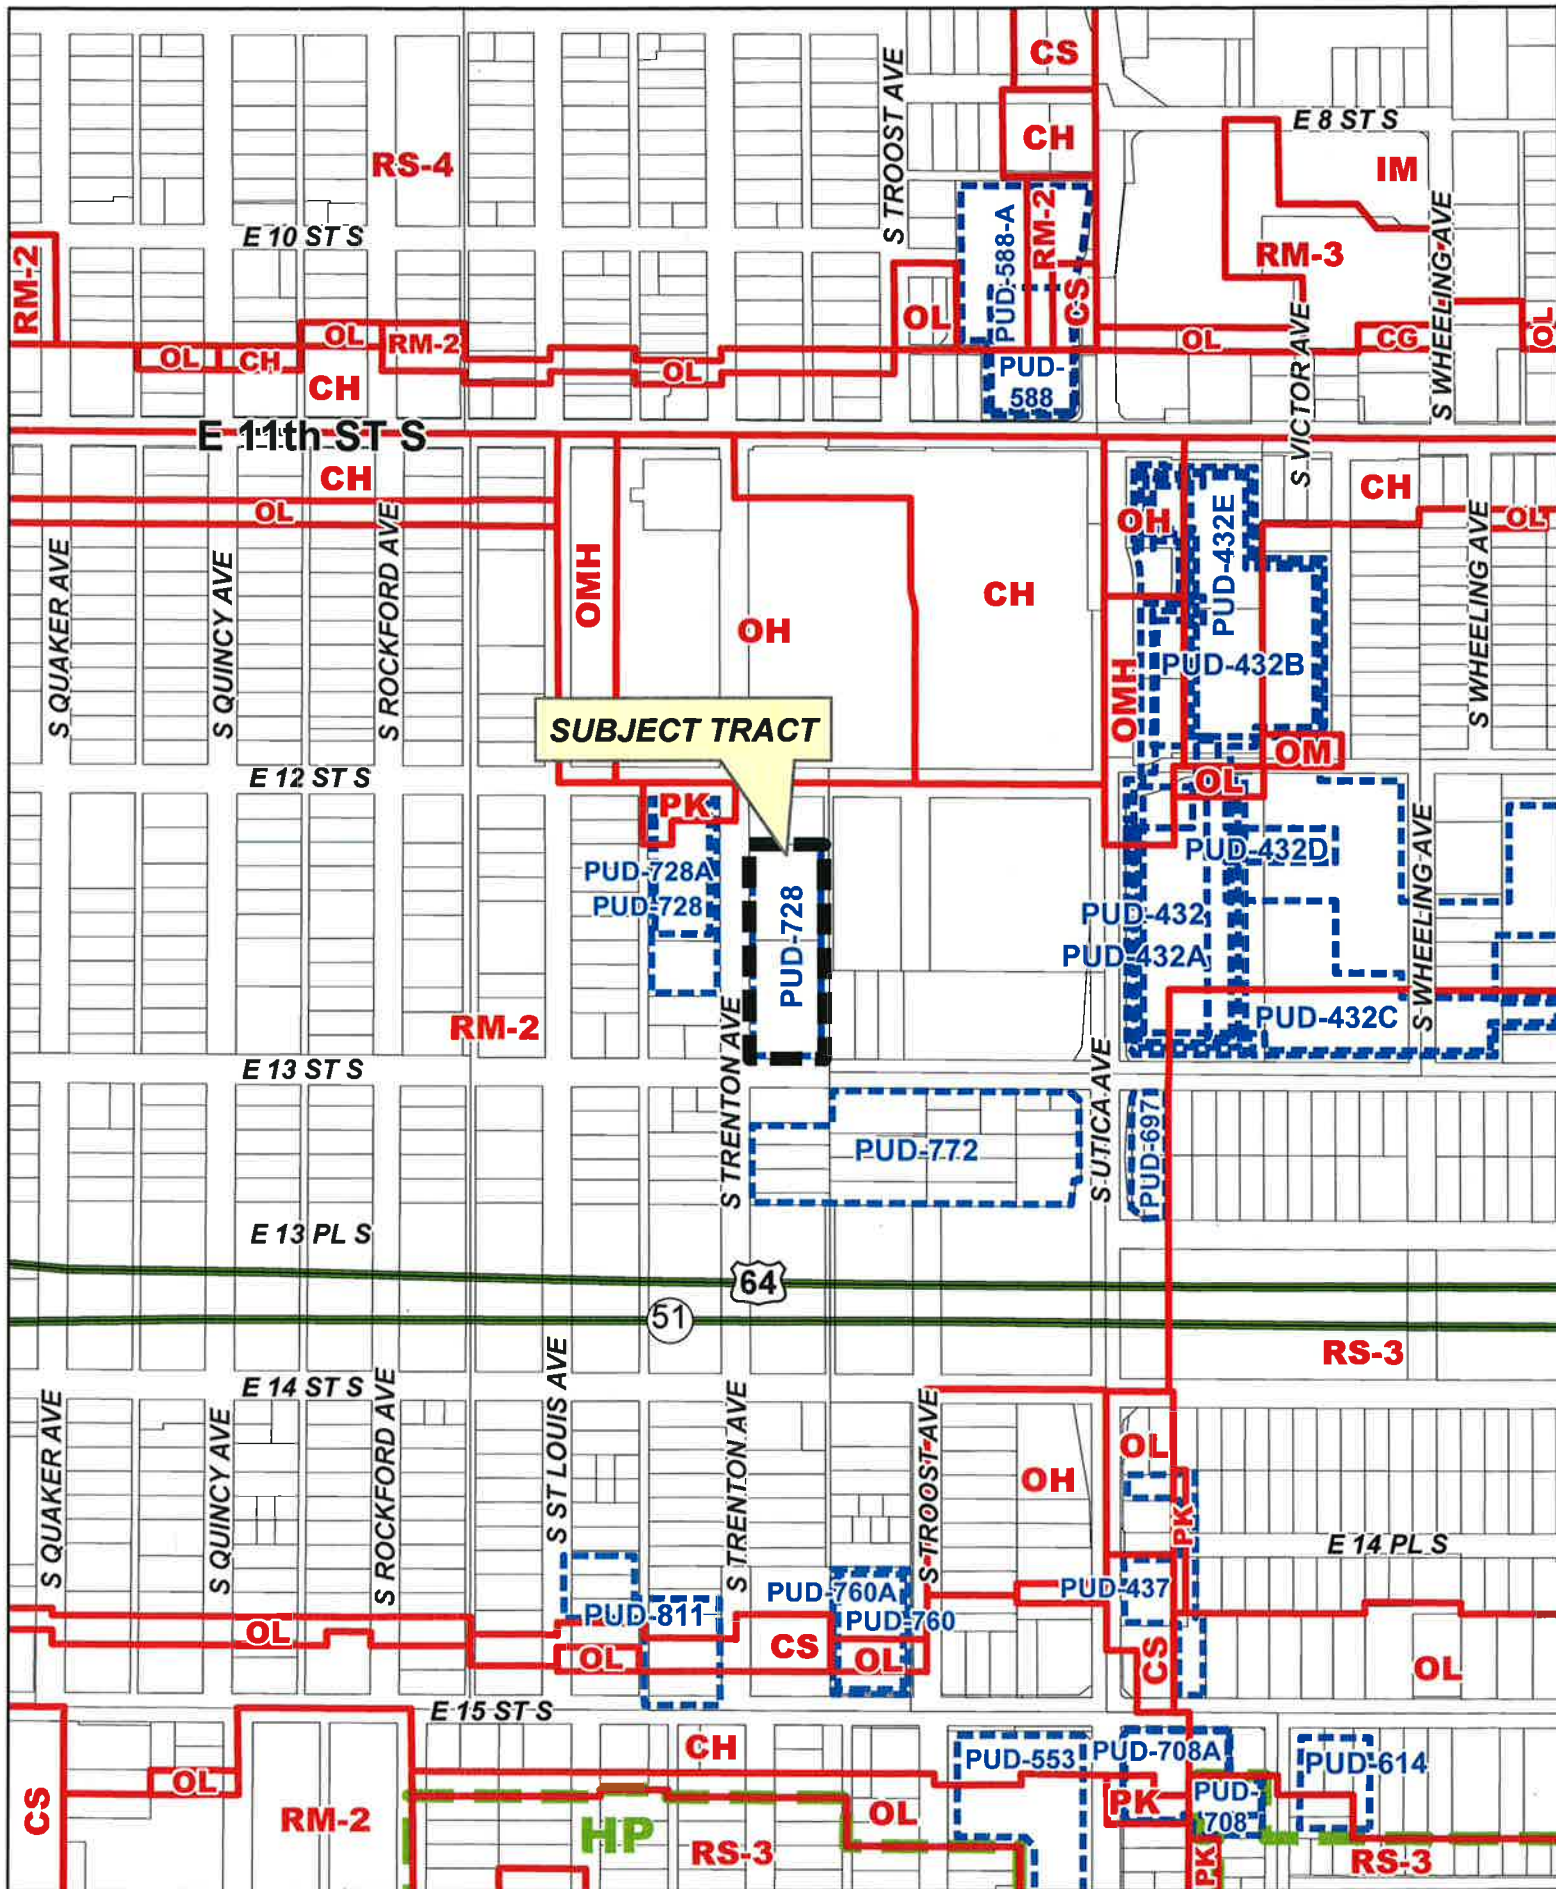 CS
S TROOST AVE
E 8 ST S
CH
RS-4
IM
S WHEELING AVE
PUD-588-A
RM-2
E 10 ST S
RM-3
RM-2
OL
CS
OL
OL
RM-2
OL
CG
OL
CH
OL
PUD-
588
CH
S VICTOR AVE
E 11th ST S
CH
CH
OL
OH
PUD-432E
OL
S QUAKER AVE
S QUINCY AVE
S ROCKFORD AVE
OMH
CH
OH
S WHEELING AVE
PUD-432B
OMH
SUBJECT TRACT
OM
E 12 ST S
OL
PK
PUD-432D
S WHEELING AVE
PUD-728A
PUD-728
PUD-728
PUD-432
PUD-432A
PUD-432C
RM-2
S TRENTON AVE
E 13 ST S
S UTICA AVE
PUD-772
PUD-697
E 13 PL S
64
51
RS-3
E 14 ST S
S QUAKER AVE
S QUINCY AVE
S ROCKFORD AVE
S ST LOUIS AVE
S TRENTON AVE
S TROOST AVE
OL
OH
PK
E 14 PL S
PUD-760A
PUD-437
PUD-811
PUD-760
OL
CS
OL
OL
CS
OL
E 15 ST S
CH
PUD-553
PUD-708A
PUD-614
OL
CS
RM-2
HP
OL
PK
PUD-
708
RS-3
RS-3
PK